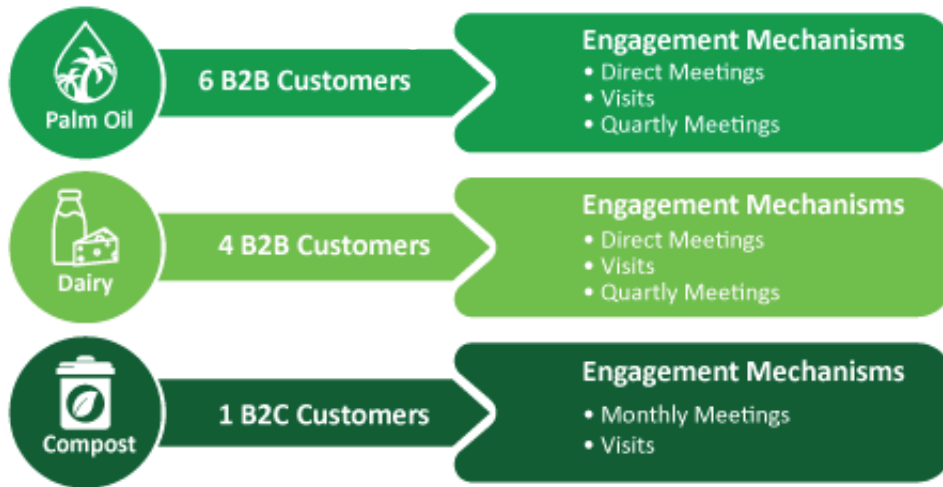 Palm Oil
6 B2B Customers
Engagement Mechanisms
• Direct Meetings
• Visits
• Quartly Meetings
Dairy
4 B2B Customers
Engagement Mechanisms
• Direct Meetings
• Visits
• Quartly Meetings
Compost
1 B2C Customers
Engagement Mechanisms
• Monthly Meetings
• Visits